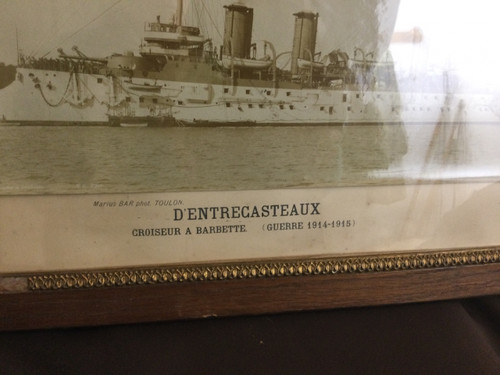 Marius BAR phot. TOULON.
D'ENTRECASTEAUX
CROISEUR A BARBETTE. (GUERRE 1914-1915)